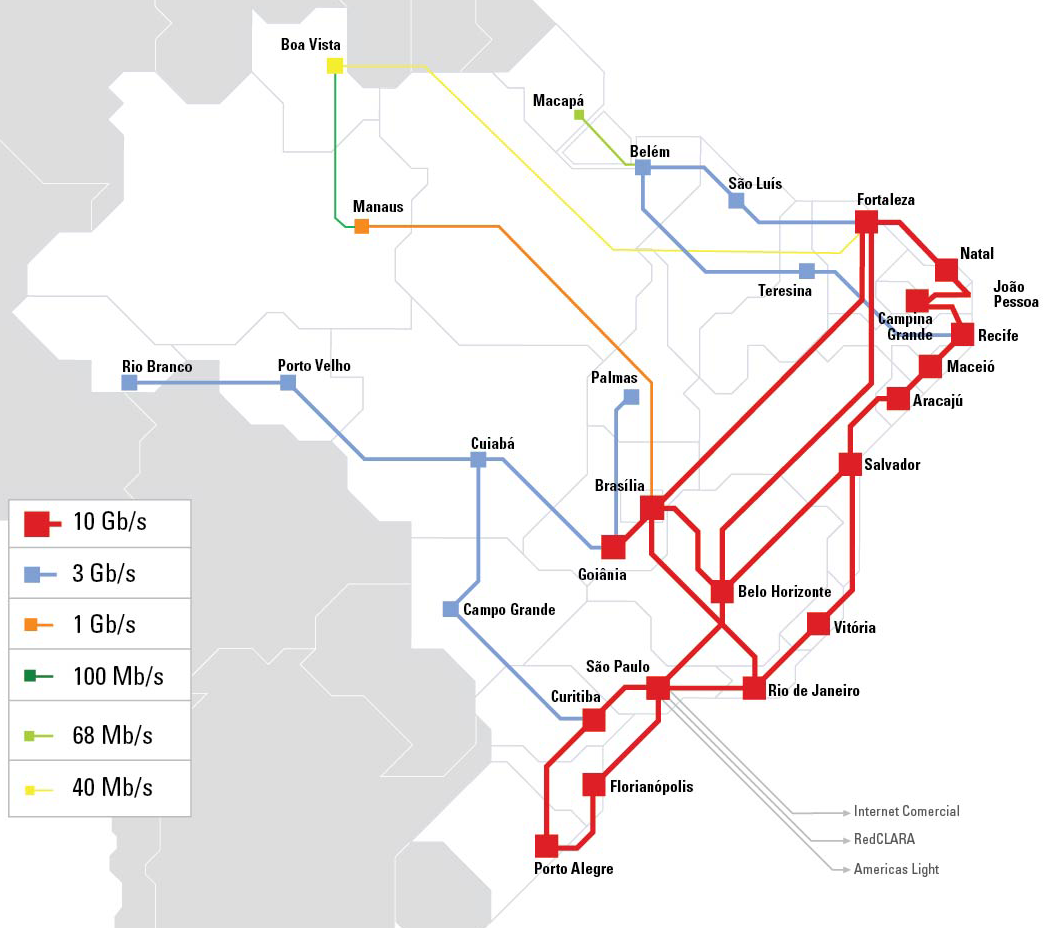 Boa Vista
Macapá
Belém
São Luís
Fortaleza
Manaus
Natal
João
Pessoa
Teresina
Campina
Grande
Recife
Rio Branco
Porto Velho
Maceió
Palmas
Aracajú
Cuiabá
Salvador
Brasília
10 Gb/s
3 Gb/s
Goiânia
Belo Horizonte
Campo Grande
1 Gb/s
Vitória
100 Mb/s
São Paulo
Rio de Janeiro
Curitiba
68 Mb/s
40 Mb/s
Florianópolis
Internet Comercial
RedCLARA
Porto Alegre
Americas Light